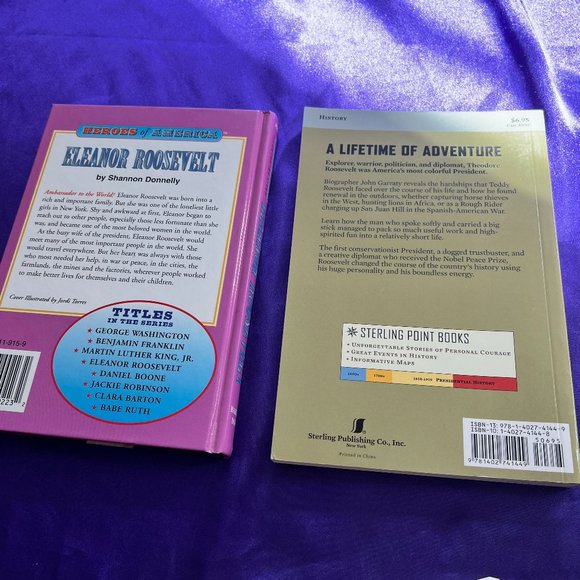 HEROES of AMERICA™
ELEANOR ROOSEVELT
by Shannon Donnelly
Ambassador to the World! Eleanor Roosevelt was born into a
rich and important family. But she was one of the loneliest little
girls in New York. Shy and awkward at first, Eleanor began to
reach out to other people, especially those less fortunate than she
was, and became one of the most beloved women in the world.
As the busy wife of the president, Eleanor Roosevelt would
meet many of the most important people in the world. She
would travel everywhere. But her heart was always with those
who most needed her help, in war or peace, in the cities, the
farmlands, the mines and the factories, wherever people worked
to make better lives for themselves and their children.
Cover Illustrated by Jordi Torres
TITLES
IN THE SERIES
★ GEORGE WASHINGTON
★ BENJAMIN FRANKLIN
★ MARTIN LUTHER KING, JR.
★ ELEANOR ROOSEVELT
★ DANIEL BOONE
★ JACKIE ROBINSON
★ CLARA BARTON
★ BABE RUTH
11-915-9
HISTORY
$6.95
A LIFETIME OF ADVENTURE
Explorer, warrior, politician, and diplomat, Theodore
Roosevelt was America's most colorful President.
Biographer John Garraty reveals the hardships that Teddy
Roosevelt faced over the course of his life and how he found
renewal in the outdoors, whether capturing horse thieves
in the West, hunting lions in Africa, or as a Rough Rider
charging up San Juan Hill in the Spanish-American War.
Learn how the man who spoke softly and carried a big
stick managed to pack so much useful work and high-
spirited fun into a relatively short life.
The first conservationist President, a dogged trustbuster, and
a creative diplomat who received the Nobel Peace Prize,
Roosevelt changed the course of the country's history using
his huge personality and his boundless energy.
STERLING POINT BOOKS
• UNFORGETTABLE STORIES OF PERSONAL COURAGE
• GREAT EVENTS IN HISTORY
• INFORMATIVE MAPS
1600s 1700s 1858-1919 PRESIDENTIAL HISTORY
Sterling Publishing Co., Inc.
New York
Printed in China
ISBN-13: 978-1-4027-4144-9
ISBN-10: 1-4027-4144-8
50695
9781402741449